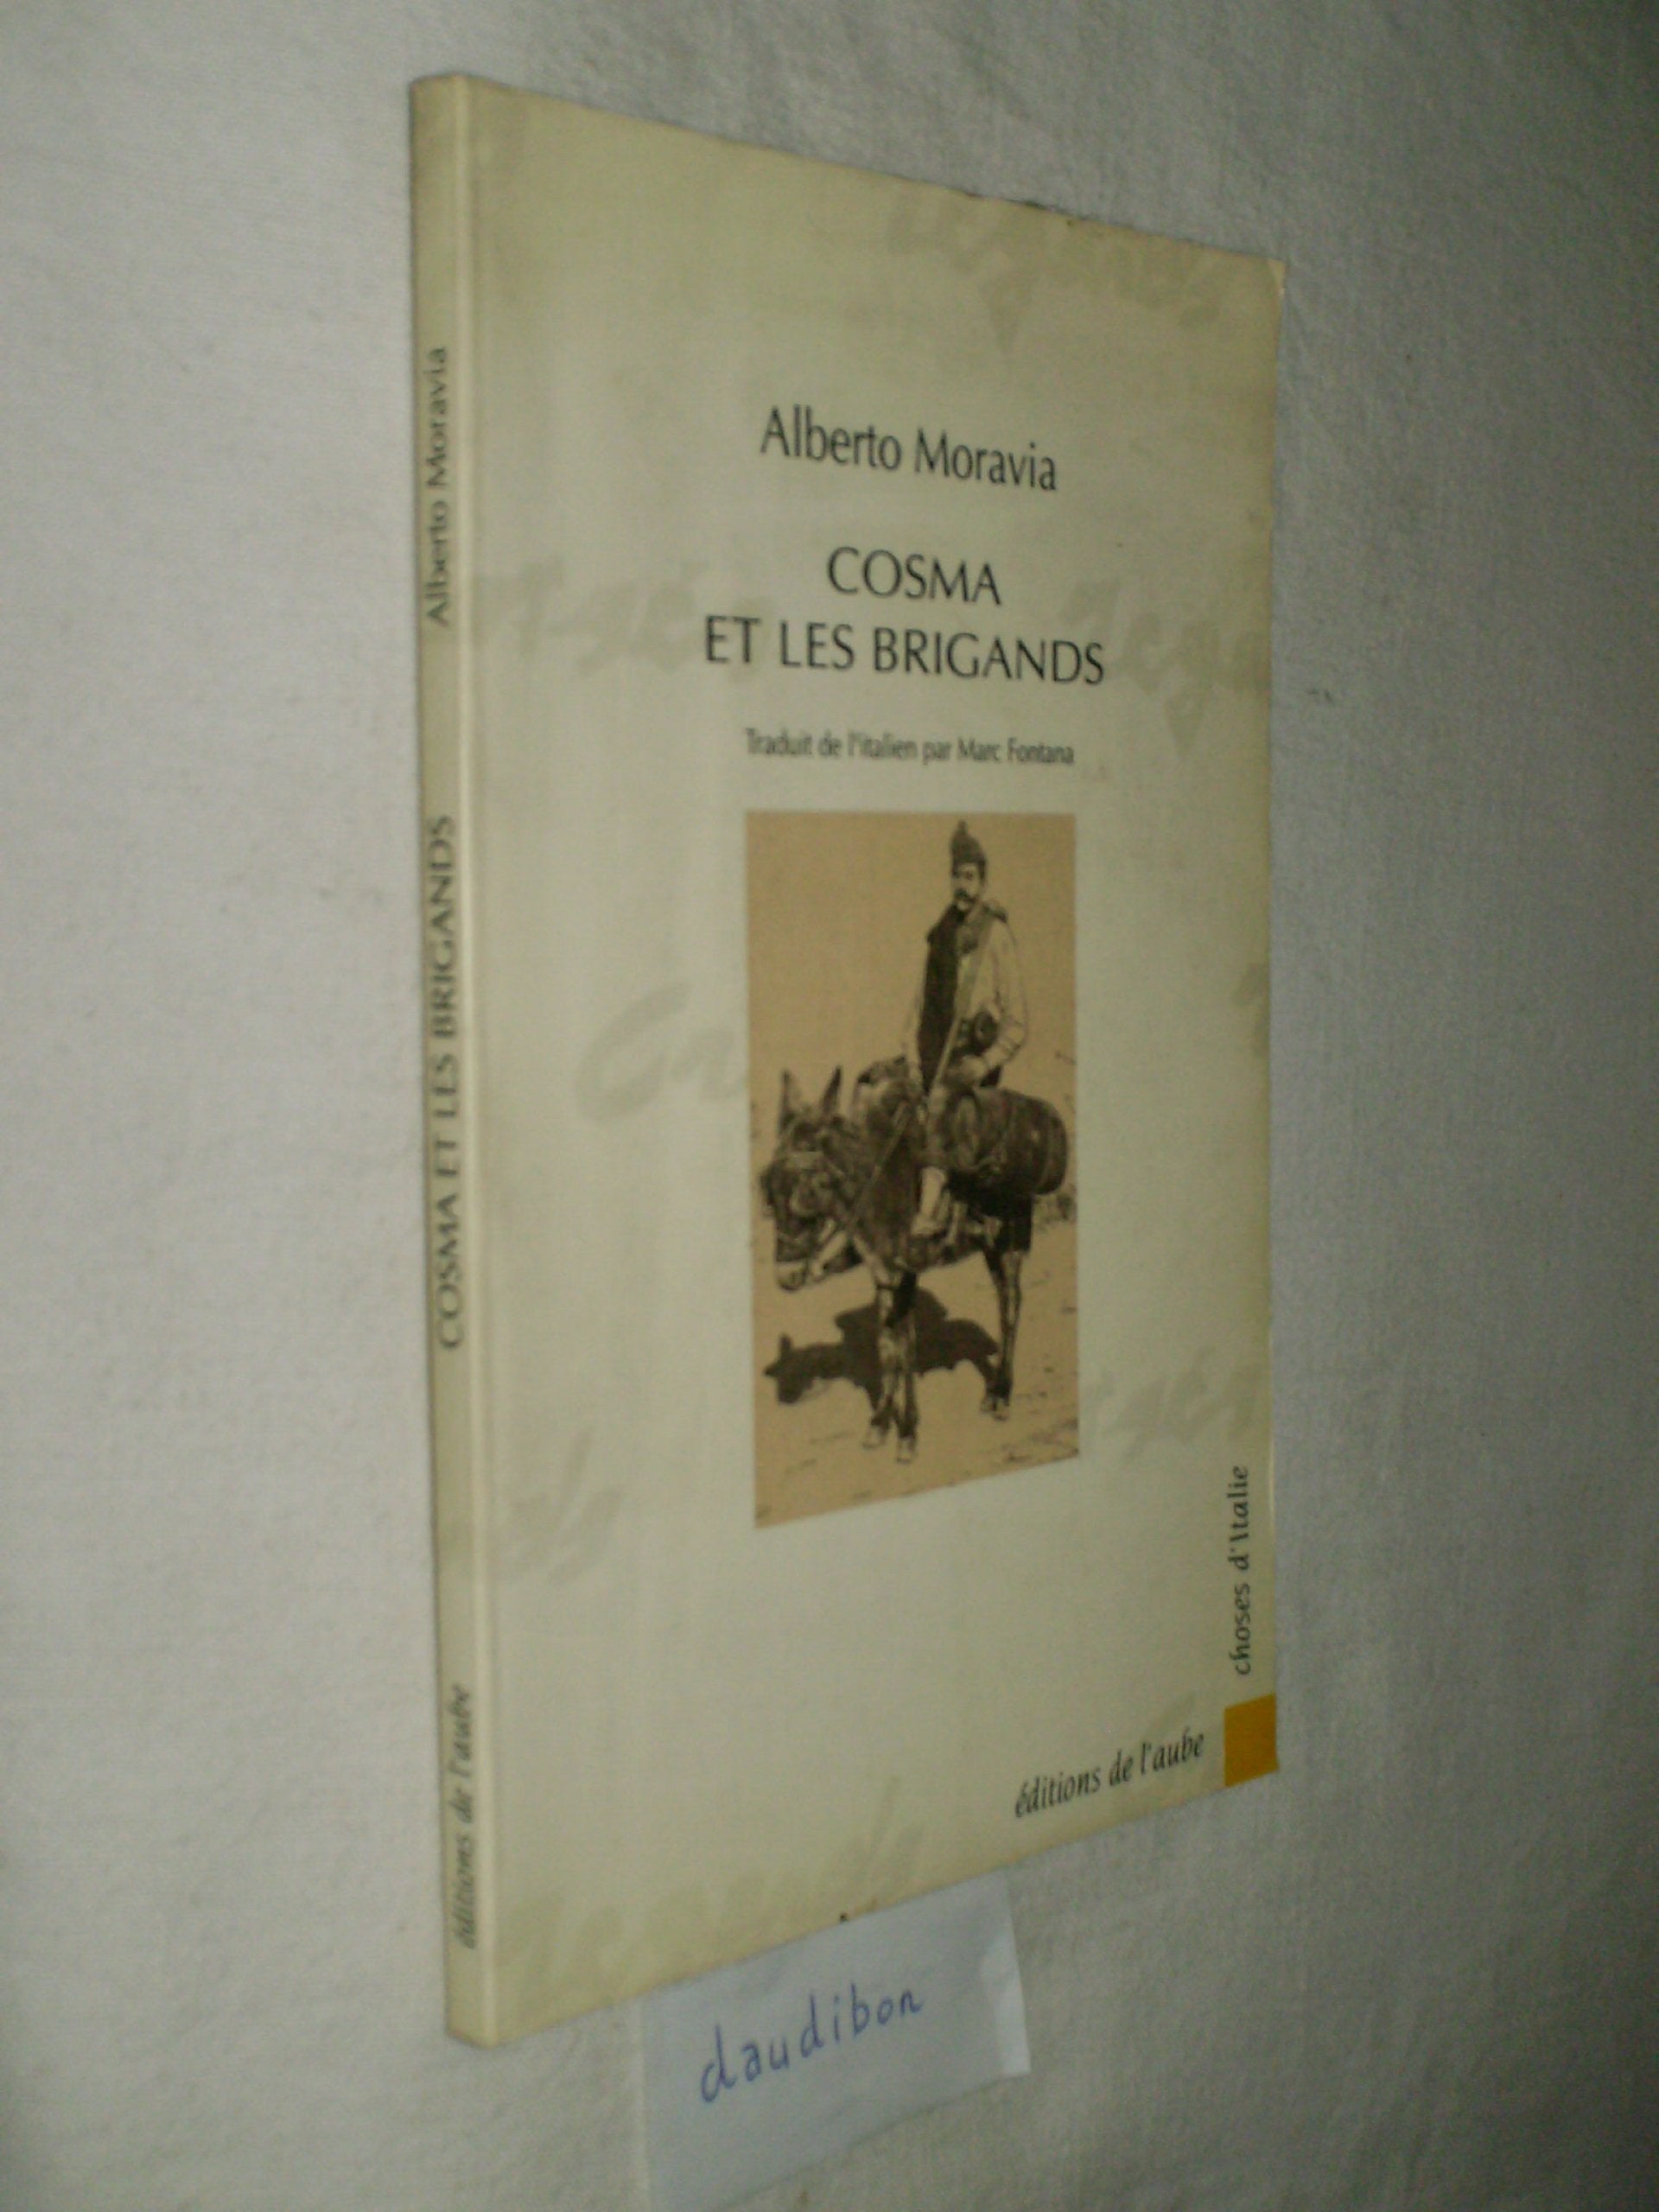 Alberto Moravia
COSMA ET LES BRIGANDS
éditions de l'aube
Alberto Moravia
COSMA
ET LES BRIGANDS
Traduit de l'italien par Marc Fontana
choses d'Italie
éditions de l'aube
daudibon